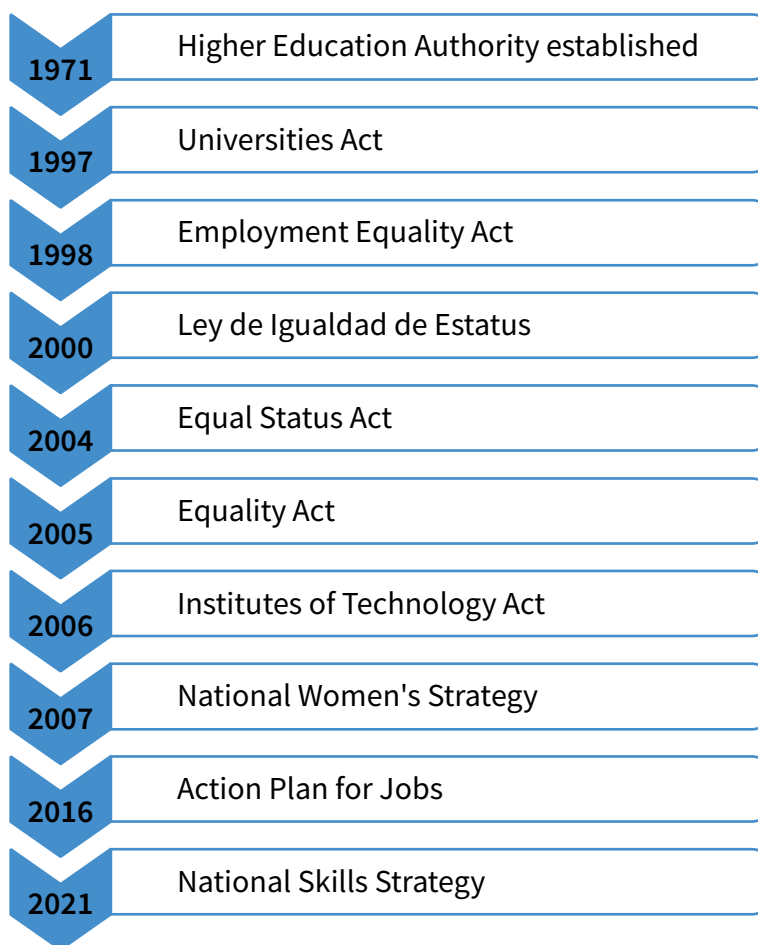 1971
Higher Education Authority established
1997
Universities Act
1998
Employment Equality Act
2000
Ley de Igualdad de Estatus
2004
Equal Status Act
2005
Equality Act
2006
Institutes of Technology Act
2007
National Women's Strategy
2016
Action Plan for Jobs
2021
National Skills Strategy